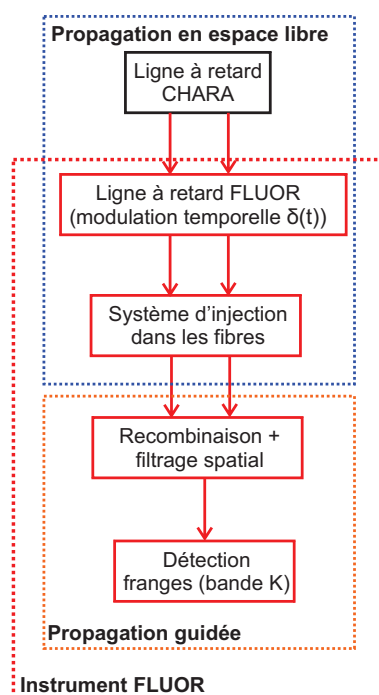 Propagation en espace libre
Ligne à retard
CHARA
Ligne à retard FLUOR
(modulation temporelle δ(t))
Système d'injection
dans les fibres
Recombinaison +
filtrage spatial
Détection
franges (bande K)
Propagation guidée
Instrument FLUOR